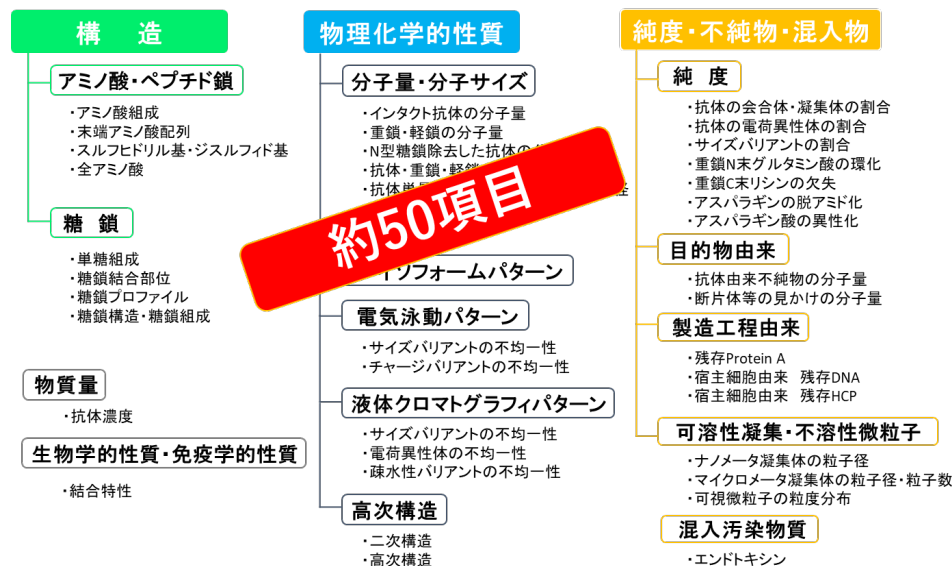 構 造
アミノ酸・ペプチド鎖
・アミノ酸組成
・末端アミノ酸配列
・スルフヒドリル基・ジスルフィド基
・全アミノ酸
糖 鎖
・単糖組成
・糖鎖結合部位
・糖鎖プロファイル
・糖鎖構造・糖鎖組成
物質量
・抗体濃度
生物学的性質・免疫学的性質
・結合特性
物理化学的性質
分子量・分子サイズ
・インタクト抗体の分子量
・重鎖・軽鎖の分子量
・N型糖鎖除去した抗体の
・抗体・重鎖・軽鎖
・抗体単
約50項目
ソフォームパターン
電気泳動パターン
・サイズバリアントの不均一性
・チャージバリアントの不均一性
液体クロマトグラフィパターン
・サイズバリアントの不均一性
・電荷異性体の不均一性
・疎水性バリアントの不均一性
高次構造
・二次構造
・高次構造
純度・不純物・混入物
純 度
・抗体の会合体・凝集体の割合
・抗体の電荷異性体の割合
・サイズバリアントの割合
・重鎖N末グルタミン酸の環化
・重鎖C末リシンの欠失
・アスパラギンの脱アミド化
・アスパラギン酸の異性化
目的物由来
・抗体由来不純物の分子量
・断片体等の見かけの分子量
製造工程由来
・残存Protein A
・宿主細胞由来 残存DNA
・宿主細胞由来 残存HCP
可溶性凝集・不溶性微粒子
・ナノメータ凝集体の粒子径
・マイクロメータ凝集体の粒子径・粒子数
・可視微粒子の粒度分布
混入汚染物質
・エンドトキシン